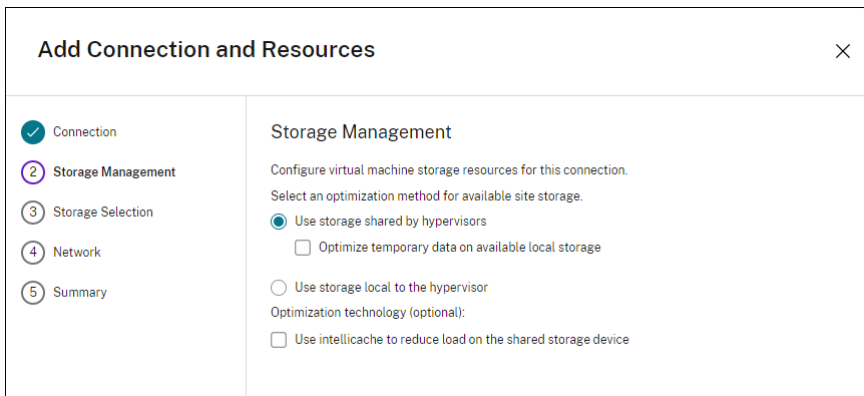 Add Connection and Resources
Connection
2 Storage Management
3 Storage Selection
4 Network
5 Summary
Storage Management
Configure virtual machine storage resources for this connection.
Select an optimization method for available site storage.
Use storage shared by hypervisors
Optimize temporary data on available local storage
Use storage local to the hypervisor
Optimization technology (optional):
Use intellicache to reduce load on the shared storage device